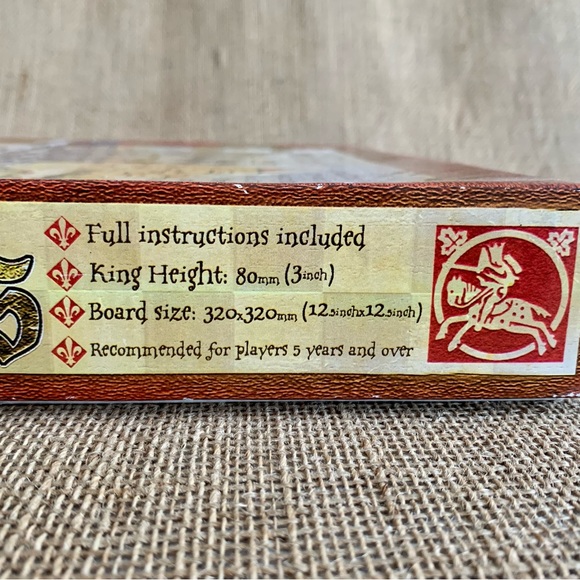 Full instructions included
King Height: 80mm (3inch)
Board size: 320x320mm (12.5inchx12.5inch)
Recommended for players 5 years and over